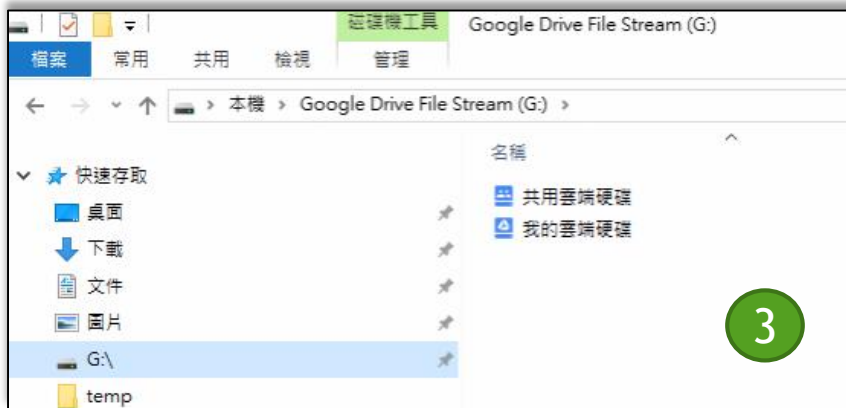 磁碟機工具 Google Drive File Stream (G:)
檔案 常用 共用 檢視 管理
本機 › Google Drive File Stream (G:) ›
名稱
快速存取
共用雲端硬碟
桌面
我的雲端硬碟
下載
文件
圖片
3
G:\
temp